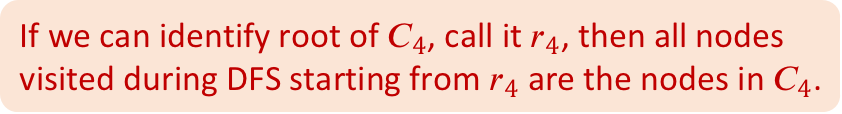 If we can identify root of C₄, call it r₄, then all nodes
visited during DFS starting from r₄ are the nodes in C₄.